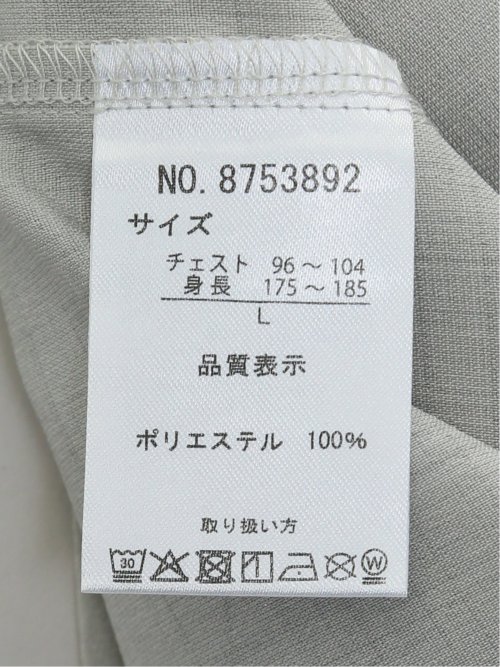 NO. 8753892
サイズ
チェスト 96～104
身長 175～185
L
品質表示
ポリエステル 100%
取り扱い方
30 W